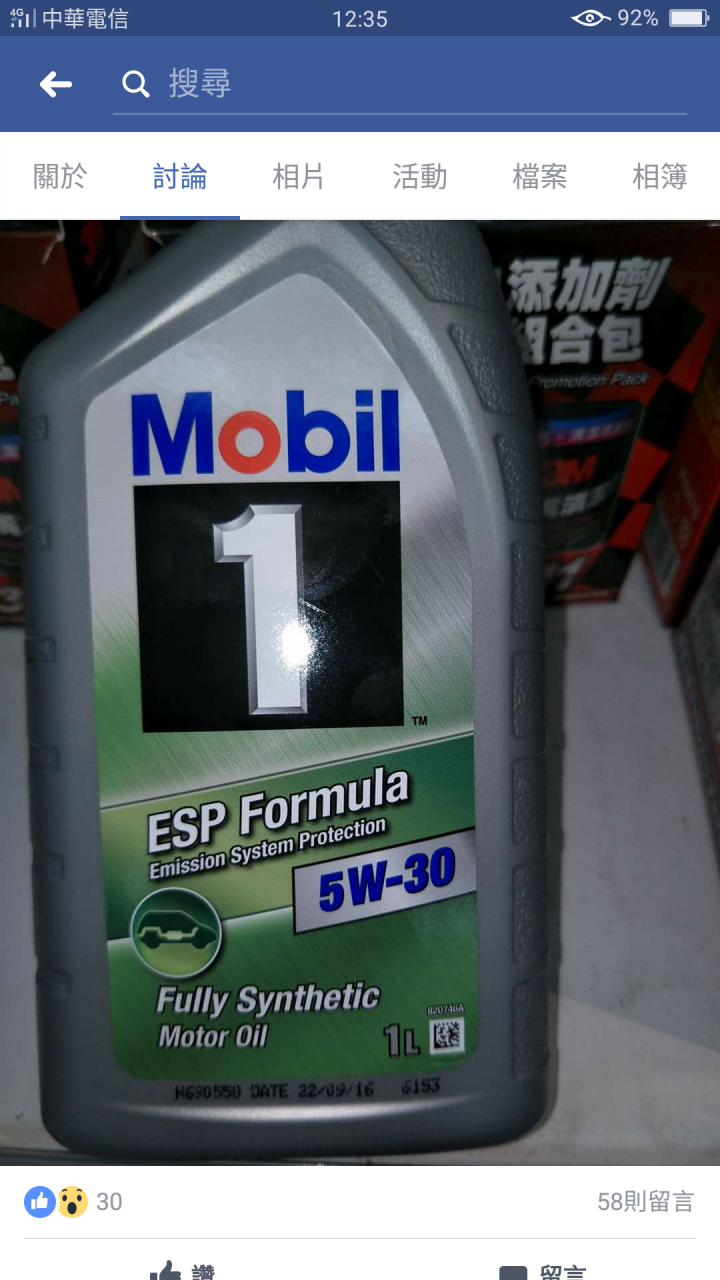 4G 中華電信 12:35 92%
搜尋
關於 討論 相片 活動 檔案 相簿
添加劑
組合包
Promotion Pack
3M
Mobil
1
TM
ESP Formula
Emission System Protection
5W-30
Fully Synthetic
Motor Oil
820746A
1L
DATE 22/09/16 6153
30 58則留言
讚 留言